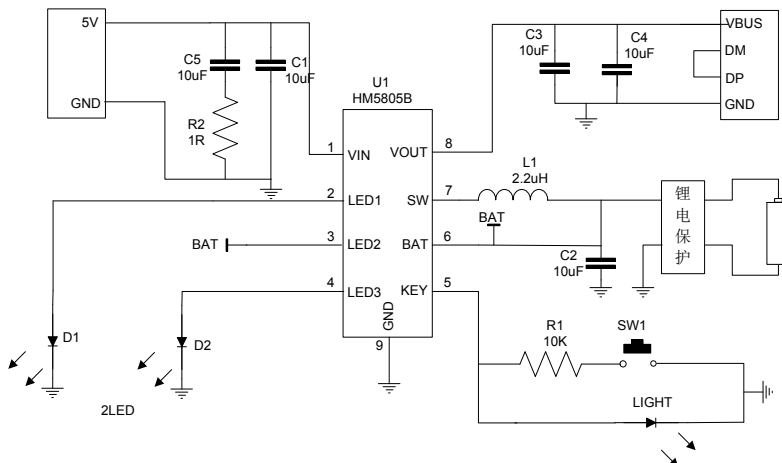 5V
GND
C5
10uF
C1
10uF
R2
1R
U1
HM5805B
C3
10uF
C4
10uF
VBUS
DM
DP
GND
1
VIN
VOUT
8
2
LED1
SW
7
L1
2.2uH
BAT
3
LED2
BAT
6
BAT
C2
10uF
锂电保护
4
LED3
KEY
5
GND
9
D1
D2
2LED
R1
10K
SW1
LIGHT